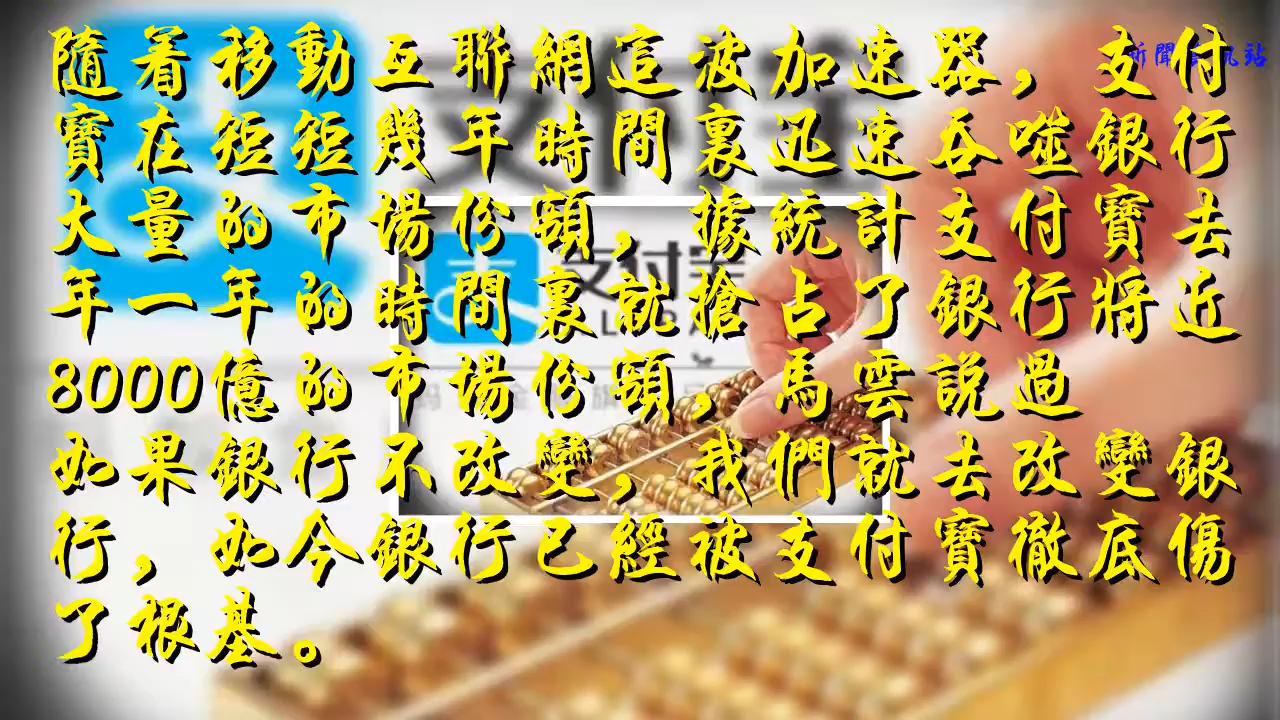 隨着移動互聯網這波加速器，支付
寶在短短幾年時間裏迅速吞噬銀行
大量的市場份額，據統計支付寶去
年一年的時間裏就搶占了銀行將近
8000億的市場份額，馬雲說過
如果銀行不改變，我們就去改變銀
行，如今銀行已經被支付寶徹底傷
了根基。
支付宝